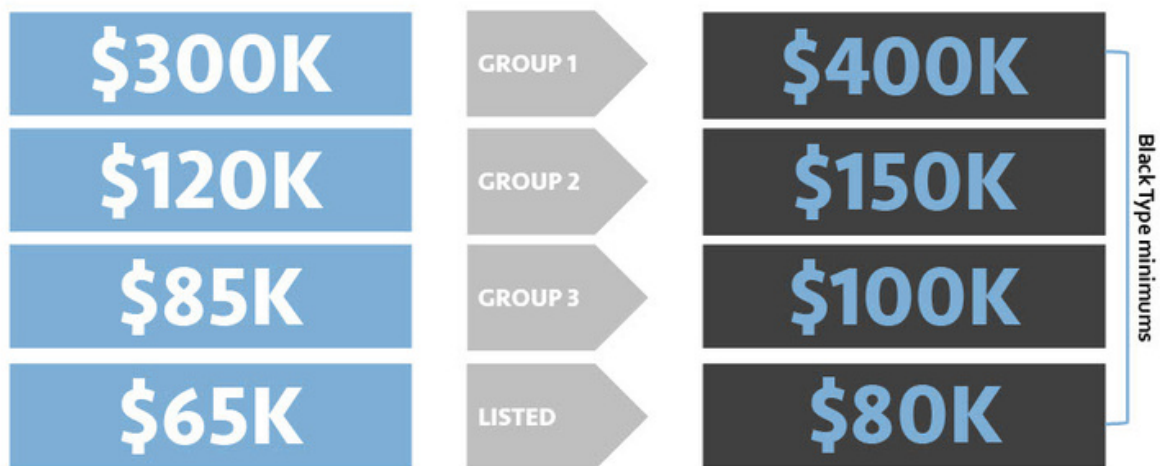 $300K
GROUP 1
$400K
$120K
GROUP 2
$150K
$85K
GROUP 3
$100K
$65K
LISTED
$80K
Black Type minimums